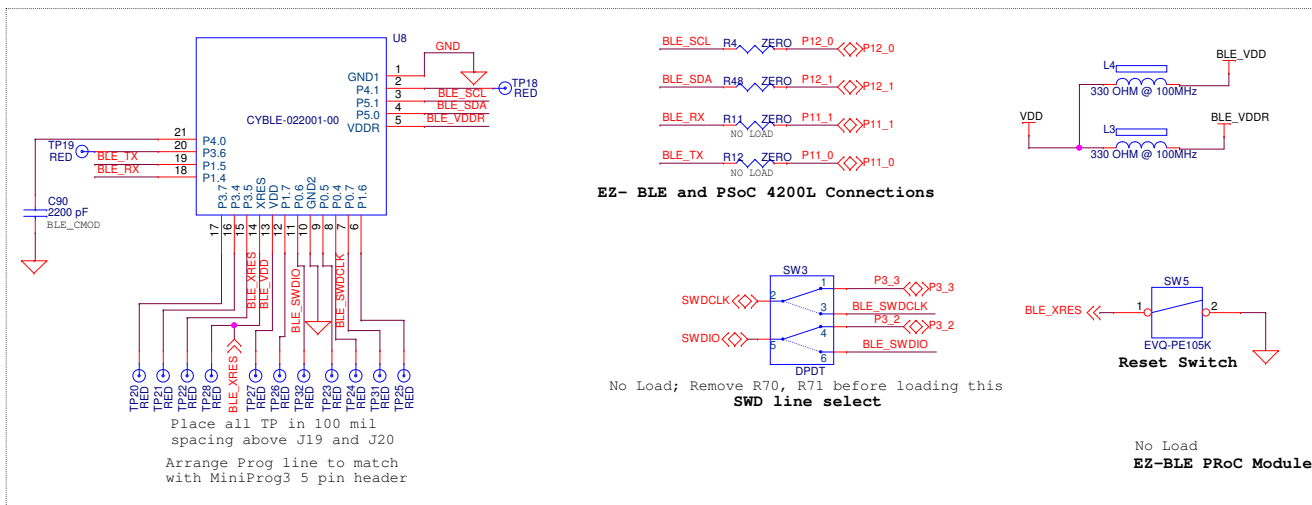 U8
GND
1
GND1
2
P4.1
TP18
RED
3
P5.1
BLE_SCL
4
P5.0
BLE_SDA
5
VDDR
BLE_VDDR
CYBLE-022001-00
21
P4.0
20
P3.6
TP19
RED
19
P1.5
BLE_TX
18
P1.4
BLE_RX
C90
2200 pF
BLE_CMOD
P3.7
P3.4
P3.5
XRES
VDD
P1.7
P0.6
GND2
P0.5
P0.4
P0.7
P1.6
17
16
15
14
13
12
11
10
9
8
7
6
BLE_XRES
BLE_VDD
BLE_SWDIO
BLE_SWDCLK
BLE_XRES
TP20
RED
TP21
RED
TP22
RED
TP28
RED
TP27
RED
TP26
RED
TP32
RED
TP23
RED
TP24
RED
TP31
RED
TP25
RED
Place all TP in 100 mil
spacing above J19 and J20
Arrange Prog line to match
with MiniProg3 5 pin header
BLE_SCL R4 ZERO P12_0 P12_0
BLE_SDA R48 ZERO P12_1 P12_1
BLE_RX R11 ZERO P11_1 P11_1
NO LOAD
BLE_TX R12 ZERO P11_0 P11_0
NO LOAD
EZ- BLE and PSoC 4200L Connections
BLE_VDD
L4
330 OHM @ 100MHz
VDD
BLE_VDDR
L3
330 OHM @ 100MHz
SW3
1
P3_3
P3_3
SWDCLK
2
3
BLE_SWDCLK
P3_2
P3_2
4
SWDIO
5
6
BLE_SWDIO
DPDT
No Load; Remove R70, R71 before loading this
SWD line select
SW5
BLE_XRES
1
2
EVQ-PE105K
Reset Switch
No Load
EZ-BLE PRoC Module